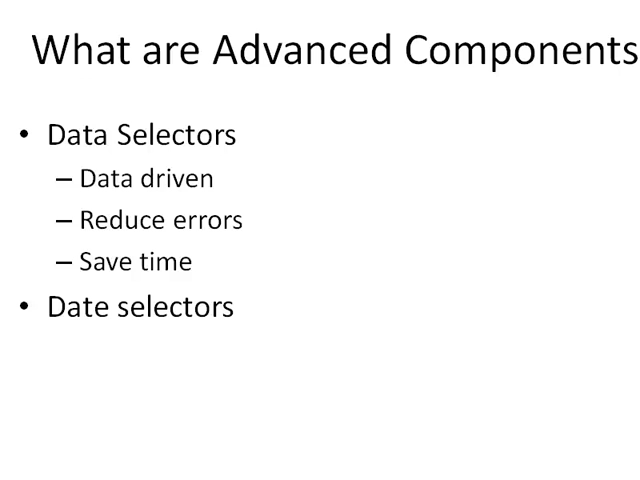 What are Advanced Components
• Data Selectors
– Data driven
– Reduce errors
– Save time
• Date selectors